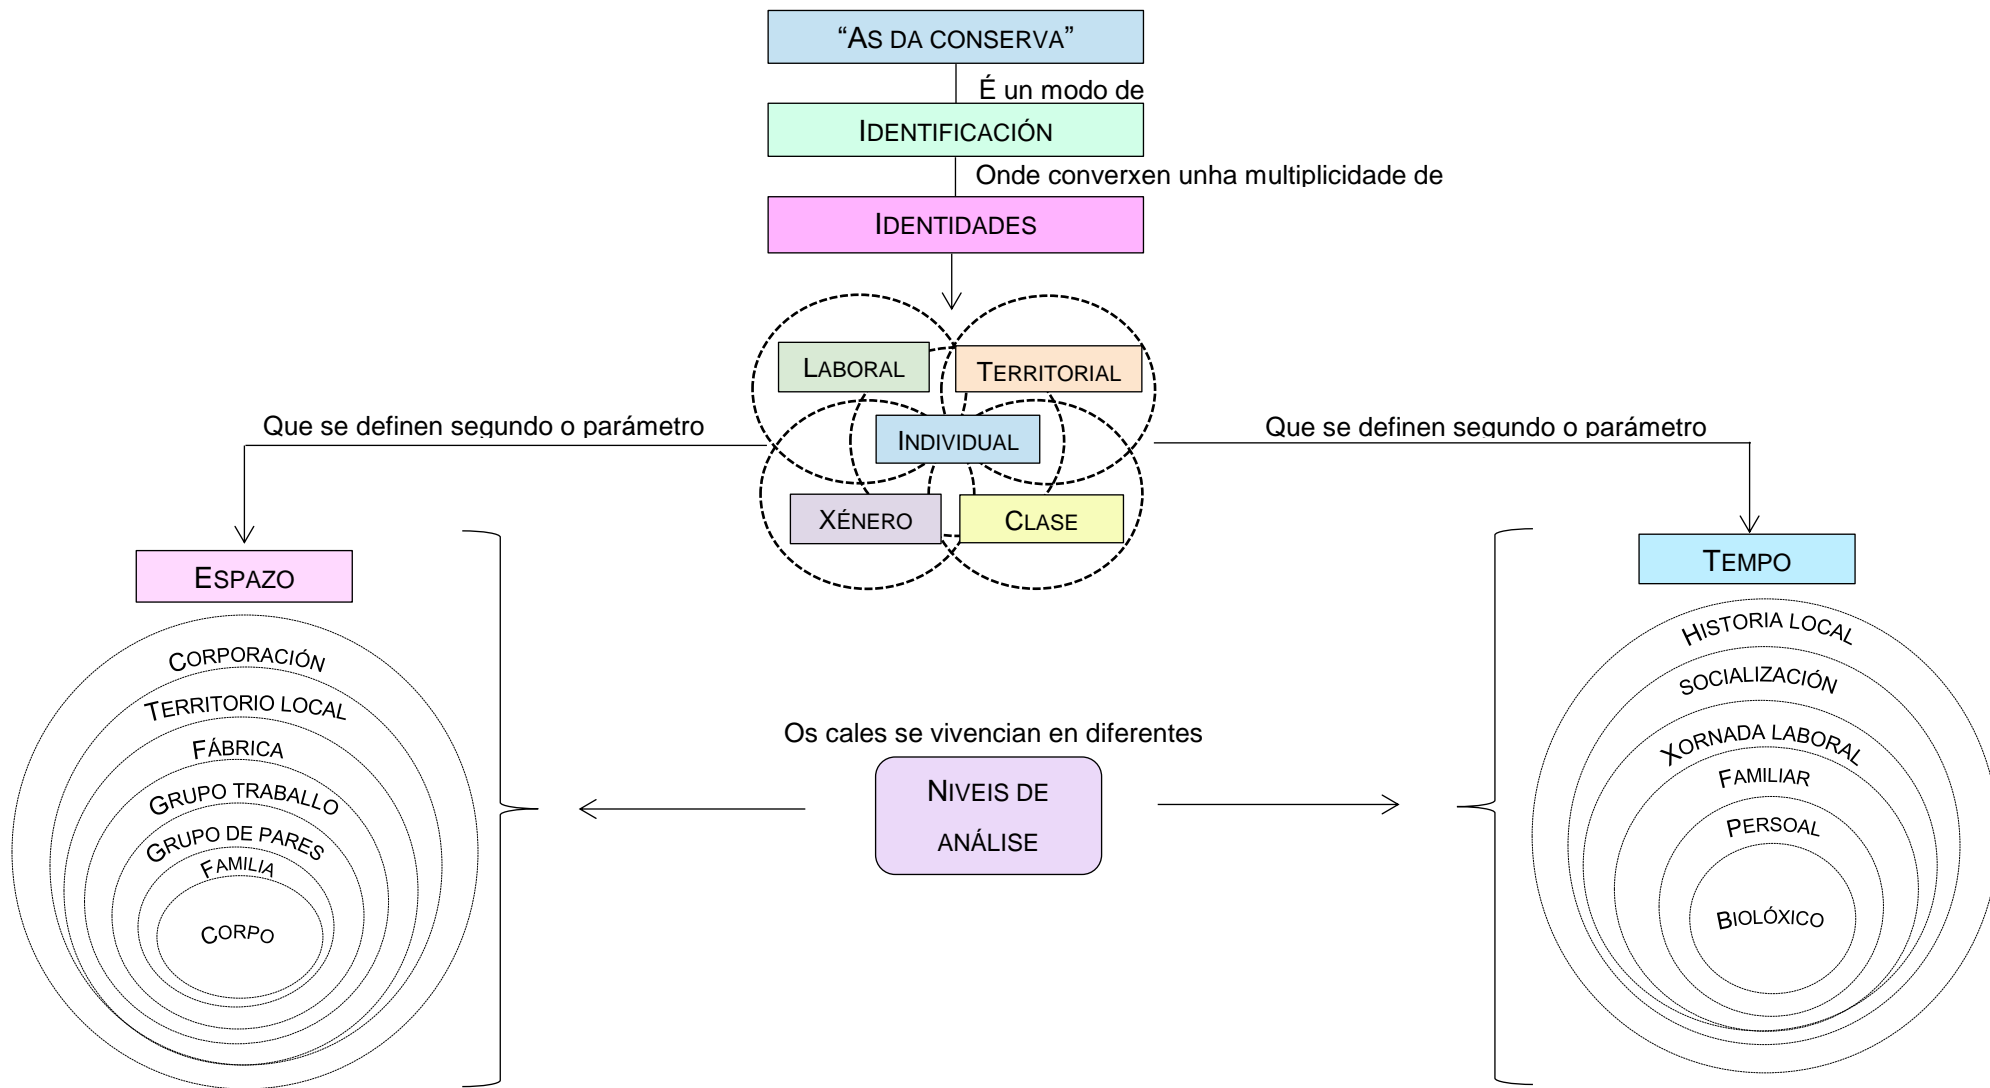 “AS DA CONSERVA”
É un modo de
IDENTIFICACIÓN
Onde converxen unha multiplicidade de
IDENTIDADES
LABORAL
TERRITORIAL
INDIVIDUAL
XÉNERO
CLASE
Que se definen segundo o parámetro
Que se definen segundo o parámetro
ESPAZO
CORPORACIÓN
TERRITORIO LOCAL
FÁBRICA
GRUPO TRABALLO
GRUPO DE PARES
FAMILIA
CORPO
Os cales se vivencian en diferentes
NIVEIS DE
ANÁLISE
TEMPO
HISTORIA LOCAL
SOCIALIZACIÓN
XORNADA LABORAL
FAMILIAR
PERSOAL
BIOLÓXICO